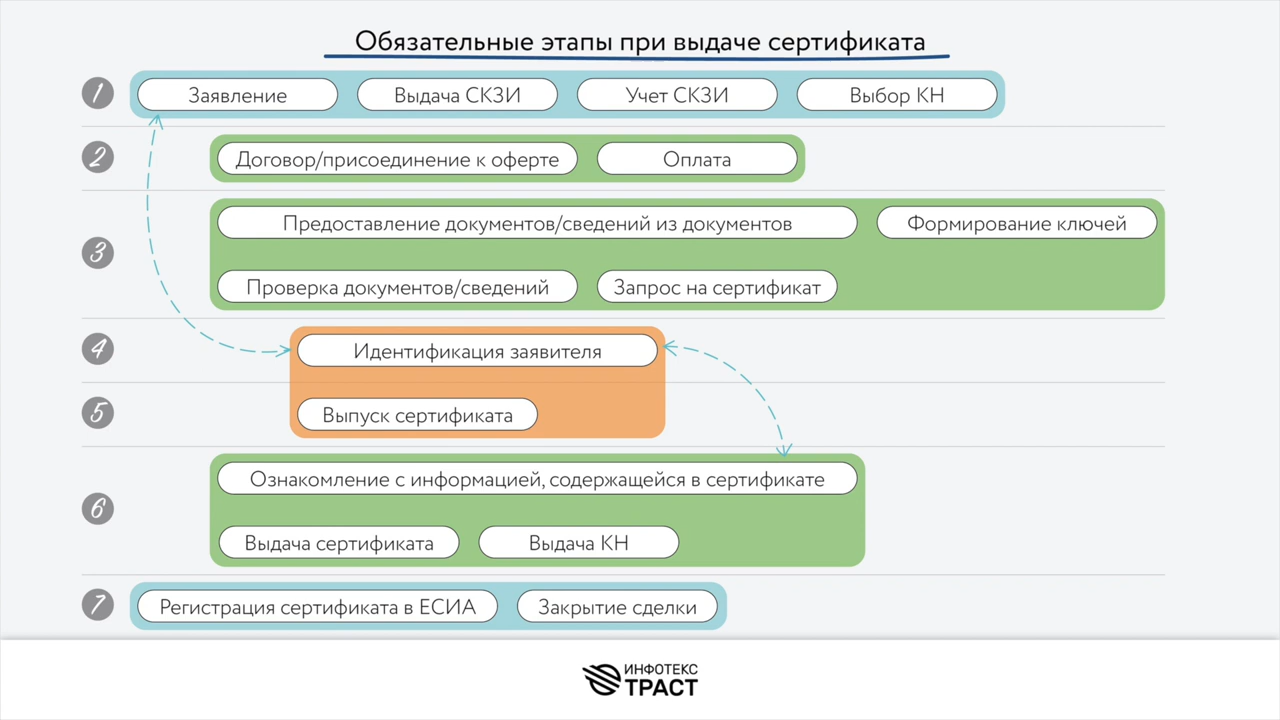 Обязательные этапы при выдаче сертификата
1
Заявление
Выдача СКЗИ
Учет СКЗИ
Выбор КН
2
Договор/присоединение к оферте
Оплата
3
Предоставление документов/сведений из документов
Формирование ключей
Проверка документов/сведений
Запрос на сертификат
4
Идентификация заявителя
5
Выпуск сертификата
6
Ознакомление с информацией, содержащейся в сертификате
Выдача сертификата
Выдача КН
7
Регистрация сертификата в ЕСИА
Закрытие сделки
ИНФОТЕКС
ТРАСТ